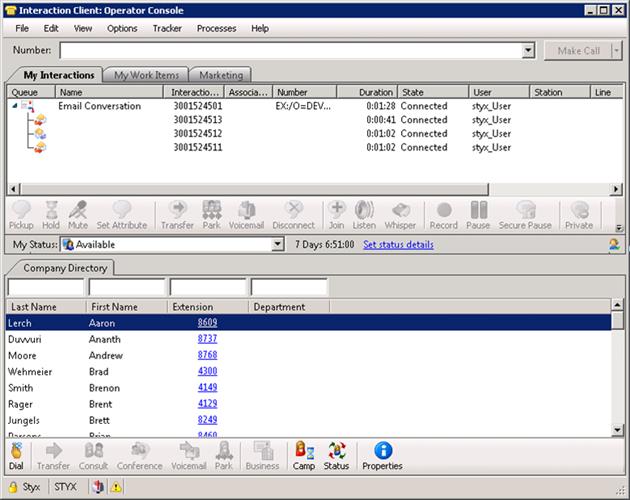 Interaction Client: Operator Console
File Edit View Options Tracker Processes Help
Number: Make Call
My Interactions My Work Items Marketing
Queue Name Interactio... Associa... Number Duration State User Station Line
Email Conversation 3001524501 EX:/O=DEV... 0:01:28 Connected styx_User
3001524513 0:00:41 Connected styx_User
3001524512 0:01:02 Connected styx_User
3001524511 0:01:02 Connected styx_User
Pickup Hold Mute Set Attribute Transfer Park Voicemail Disconnect Join Listen Whisper Record Pause Secure Pause Private
My Status: Available 7 Days 6:51:00 Set status details
Company Directory
Last Name First Name Extension Department
Lerch Aaron 8609
Duvvuri Ananth 8737
Moore Andrew 8768
Wehmeier Brad 4300
Smith Brenon 4149
Rager Brent 4129
Jungels Brett 8249
Parsons Brian 8460
Dial Transfer Consult Conference Voicemail Park Business Camp Status Properties
Styx STYX